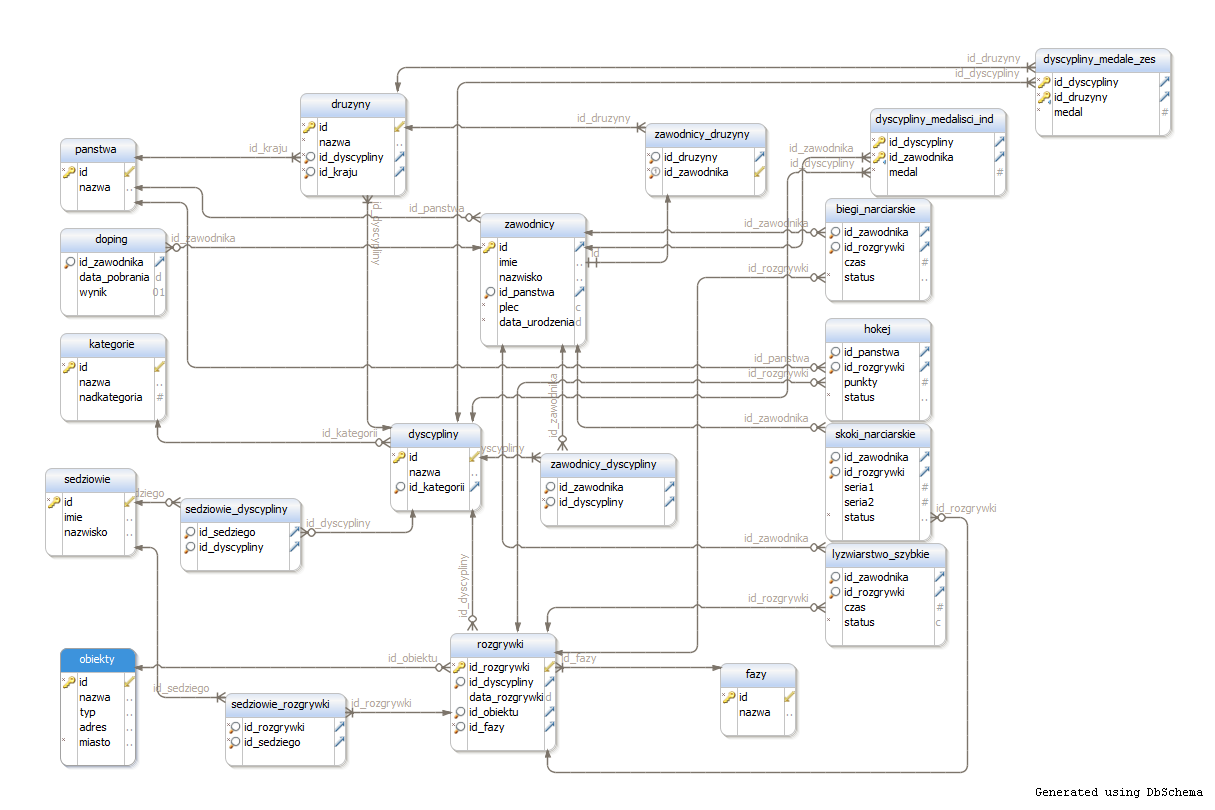 dyscypliny_medale_zes
id_dyscypliny
id_druzyny
medal
#
id_druzyny
id_dyscypliny
druzyny
id
nazwa
id_dyscypliny
id_kraju
zawodnicy_druzyny
id_druzyny
id_zawodnika
id_druzyny
dyscypliny_medalisci_ind
id_dyscypliny
id_zawodnika
medal
#
id_zawodnika
id_dyscypliny
panstwa
id
nazwa
id_kraju
id_panstwa
id_dyscypliny
doping
id_zawodnika
data_pobrania d
wynik 01
id_zawodnika
zawodnicy
id
imie
nazwisko
id_panstwa
plec c
data_urodzenia d
id
biegi_narciarskie
id_zawodnika
id_rozgrywki
czas #
status
id_zawodnika
id_rozgrywki
kategorie
id
nazwa
nadkategoria #
hokej
id_panstwa
id_rozgrywki
punkty #
status
id_panstwa
id_rozgrywki
id_kategorii
dyscypliny
id
nazwa
id_kategorii
yscypliny
id_zawodnika
zawodnicy_dyscypliny
id_zawodnika
id_dyscypliny
id_zawodnika
skoki_narciarskie
id_zawodnika
id_rozgrywki
seria1 #
seria2 #
status
id_rozgrywki
sedziowie
id
imie
nazwisko
dziego
sedziowie_dyscypliny
id_sedziego
id_dyscypliny
id_dyscypliny
id_dyscypliny
id_zawodnika
id_rozgrywki
lyzwiarstwo_szybkie
id_zawodnika
id_rozgrywki
czas #
status c
obiekty
id
nazwa
typ
adres
miasto
id_obiektu
id_sedziego
sedziowie_rozgrywki
id_rozgrywki
id_sedziego
id_rozgrywki
rozgrywki
id_rozgrywki
id_dyscypliny
data_rozgrywki d
id_obiektu
id_fazy
id_fazy
fazy
id
nazwa
Generated using DbSchema